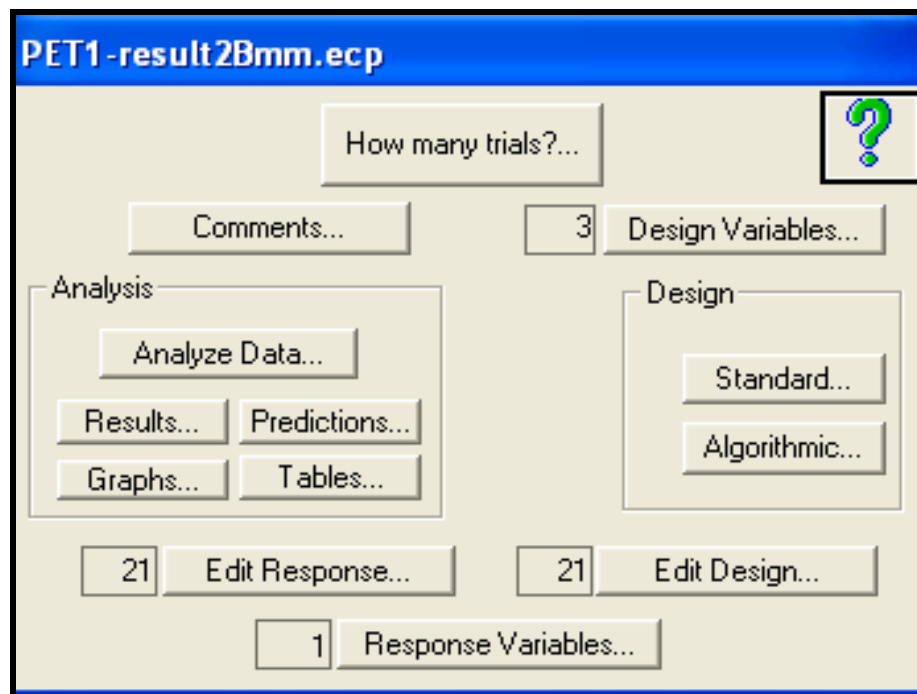 PET1-result2Bmm.ecp
How many trials?...
?
Comments...
3 Design Variables...
Analysis
Design
Analyze Data...
Standard...
Results... Predictions...
Algorithmic...
Graphs... Tables...
21 Edit Response...
21 Edit Design...
1 Response Variables...